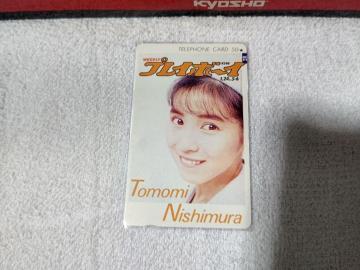 KYOSHO
TELEPHONE CARD 50
WEEKLY
プレイボーイ
Tomomi
Nishimura